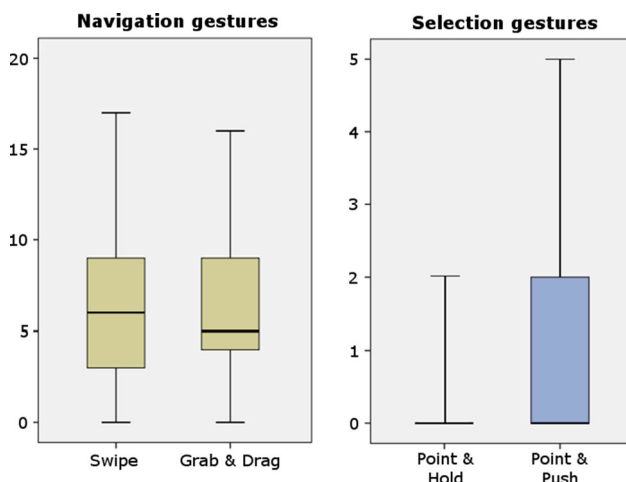 Navigation gestures
20
15
10
5
0
Swipe
Grab & Drag
Selection gestures
5
4
3
2
1
0
Point &
Hold
Point &
Push